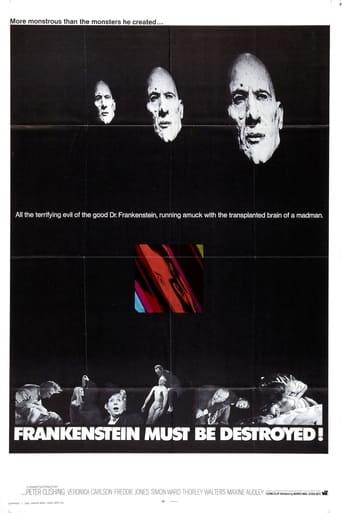 More monstrous than the monsters he created...
All the terrifying evil of the good Dr. Frankenstein, running amuck with the transplanted brain of a madman.
FRANKENSTEIN MUST BE DESTROYED!
PETER CUSHING, VERONICA CARLSON, FREDDIE JONES, SIMON WARD, THORLEY WALTERS, MAXINE AUDLEY